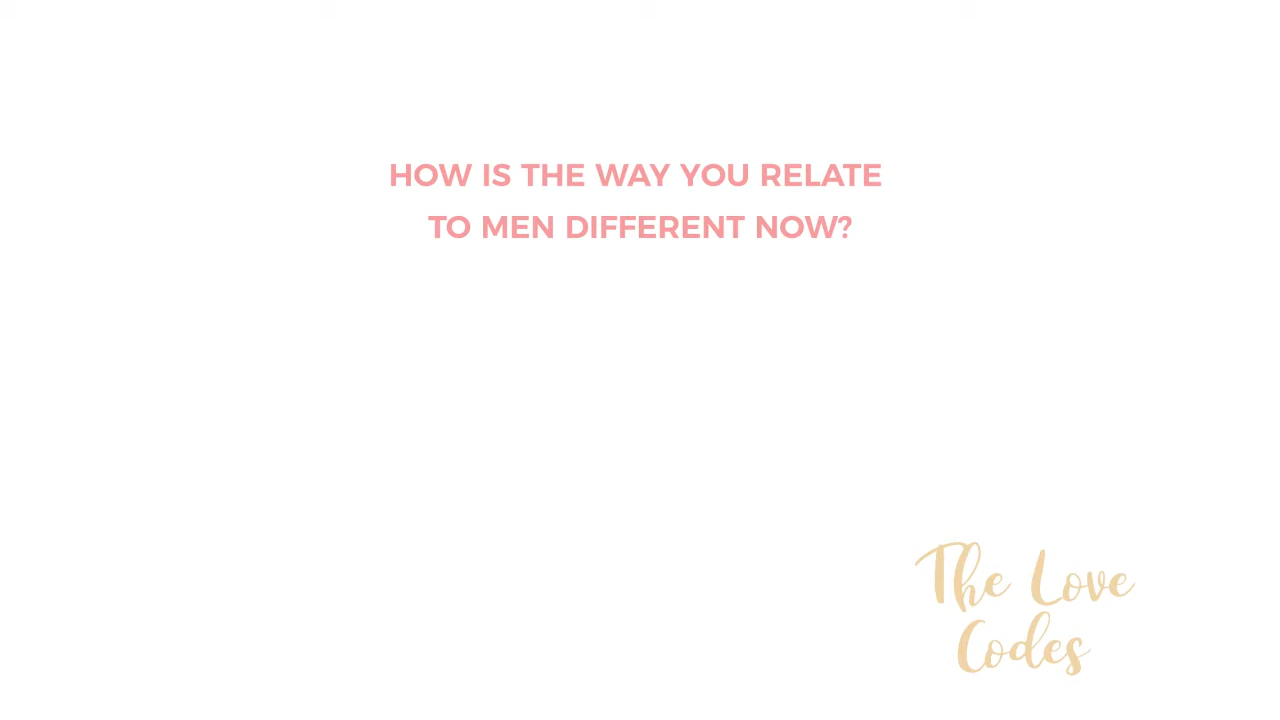 HOW IS THE WAY YOU RELATE
TO MEN DIFFERENT NOW?
The Love
Codes